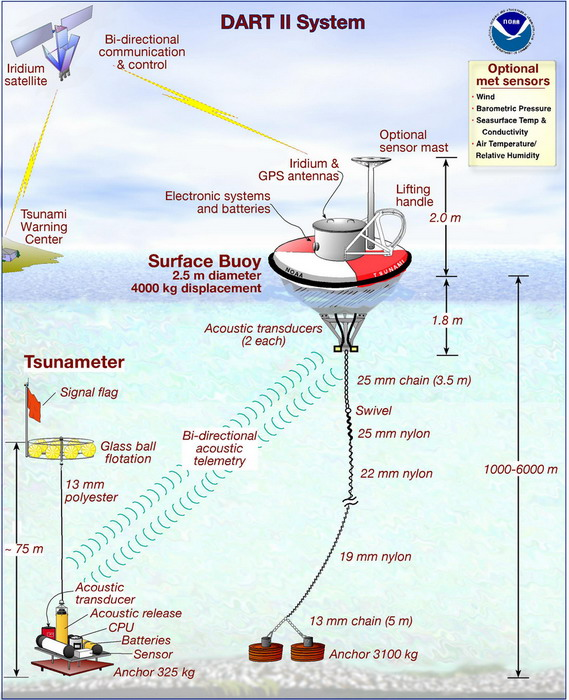 DART II System
NOAA
Iridium
satellite
Bi-directional
communication
& control
Optional
met sensors
· Wind
· Barometric Pressure
· Seasurface Temp &
Conductivity
· Air Temperature/
Relative Humidity
Optional
sensor mast
Iridium &
GPS antennas
Lifting
handle
Electronic systems
and batteries
2.0 m
Tsunami
Warning
Center
Surface Buoy
2.5 m diameter
4000 kg displacement
NOAA
TSUNAMI
1.8 m
Acoustic transducers
(2 each)
Tsunameter
25 mm chain (3.5 m)
Signal flag
Swivel
25 mm nylon
Bi-directional
acoustic
telemetry
Glass ball
flotation
22 mm nylon
1000-6000 m
13 mm
polyester
~ 75 m
19 mm nylon
Acoustic
transducer
Acoustic release
CPU
Batteries
Sensor
Anchor 325 kg
13 mm chain (5 m)
Anchor 3100 kg